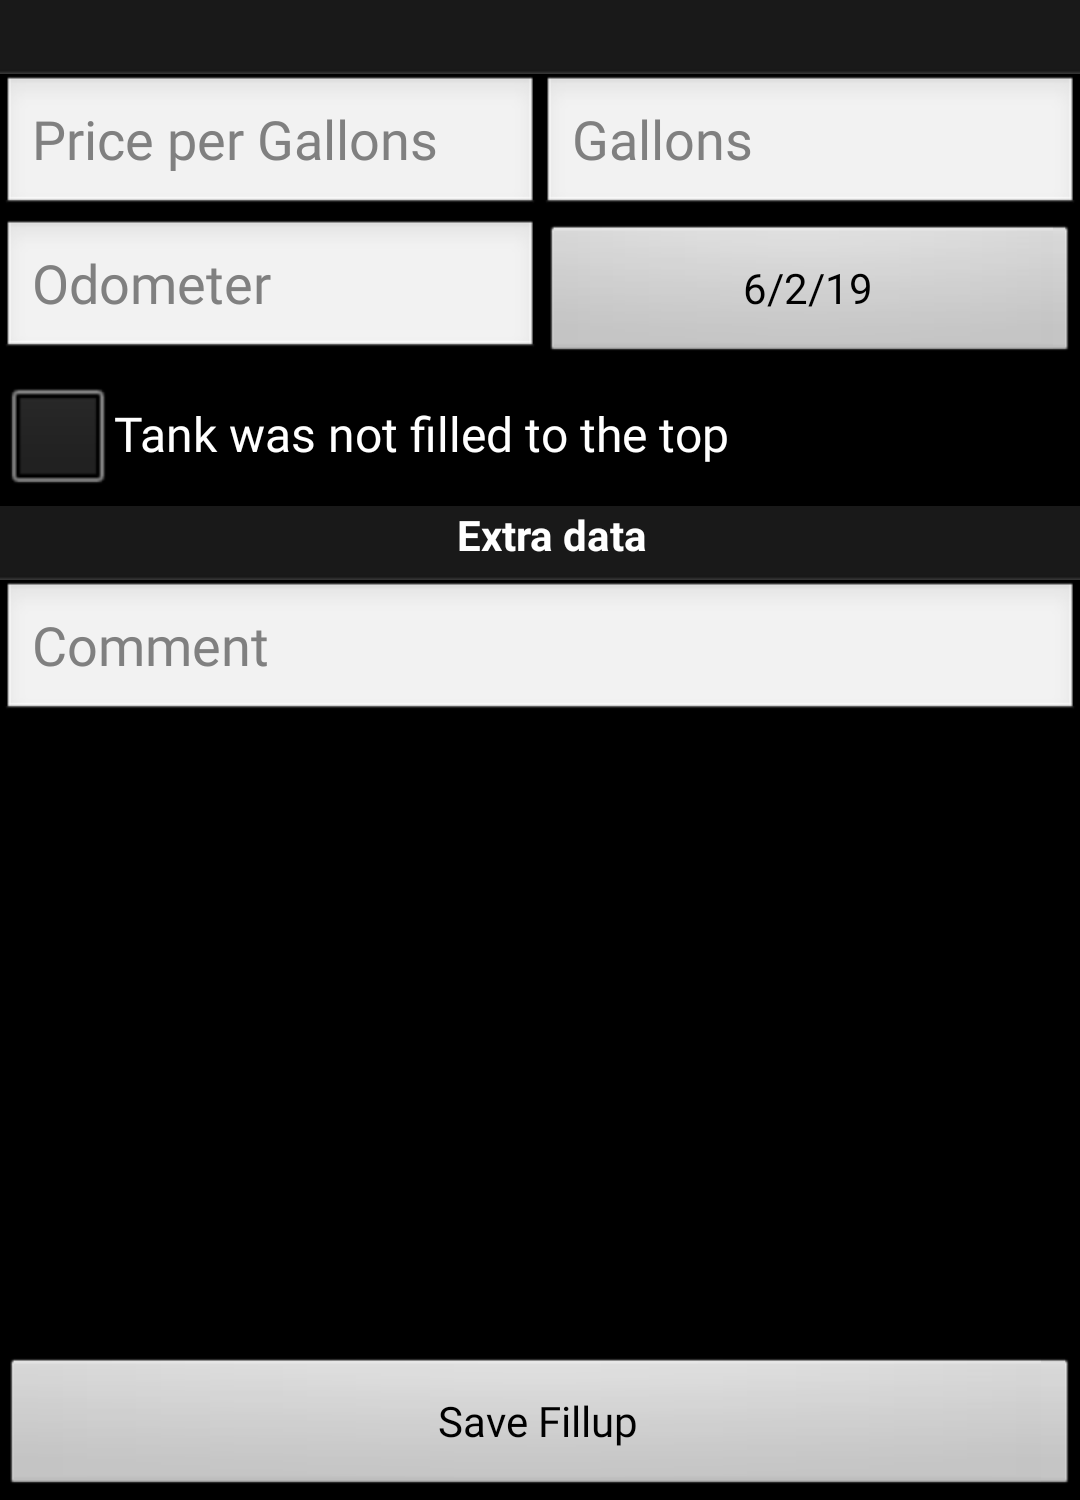 Price per Gallons
Gallons
Odometer
6/2/19
Tank was not filled to the top
Extra data
Comment
Save Fillup